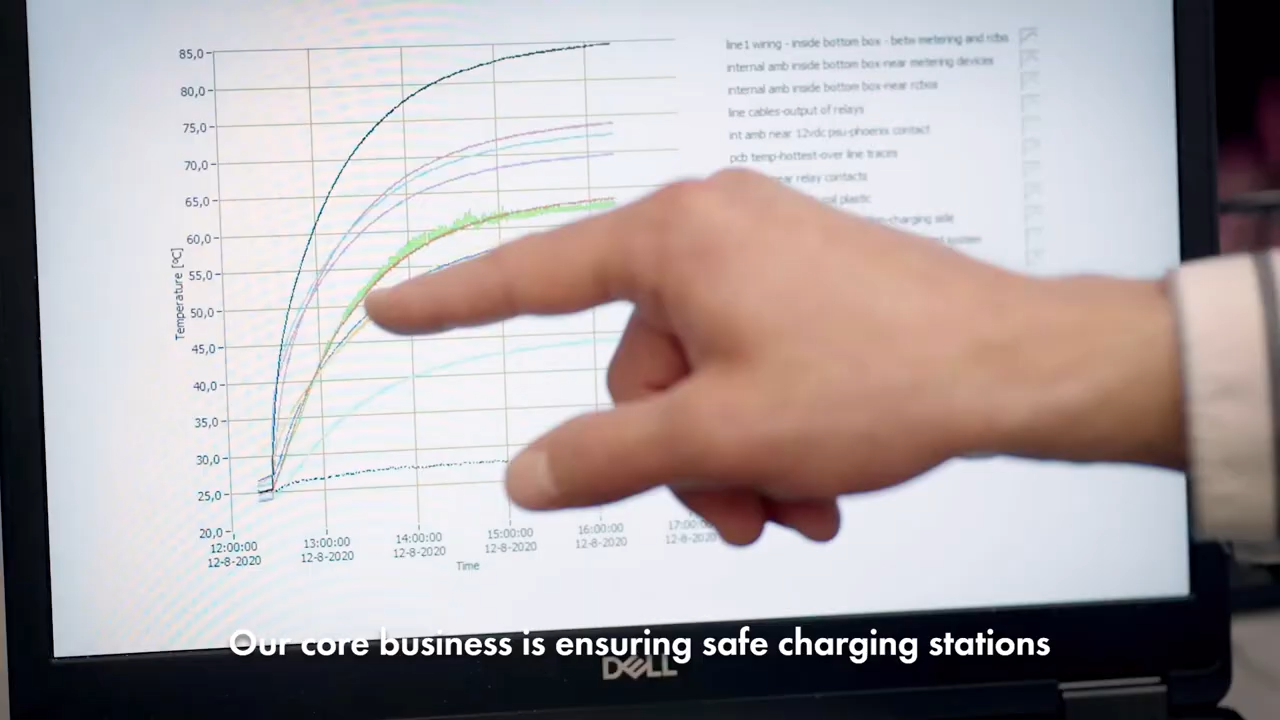 85,0
80,0
75,0
70,0
65,0
60,0
55,0
50,0
45,0
40,0
35,0
30,0
25,0
20,0
Temperature [ºC]
12:00:00
12-8-2020
13:00:00
12-8-2020
14:00:00
12-8-2020
15:00:00
12-8-2020
16:00:00
12-8-2020
17:00:00
12-8-2020
Time
line1 wiring - inside bottom box - betw metering and rcbo
internal amb inside bottom box-near metering devices
internal amb inside bottom box-near rcbos
line cables-output of relays
int amb near 12vdc psu-phoenix contact
pcb temp-hottest-over line traces
near relay contacts
plastic
charging side
system
Our core business is ensuring safe charging stations
DELL